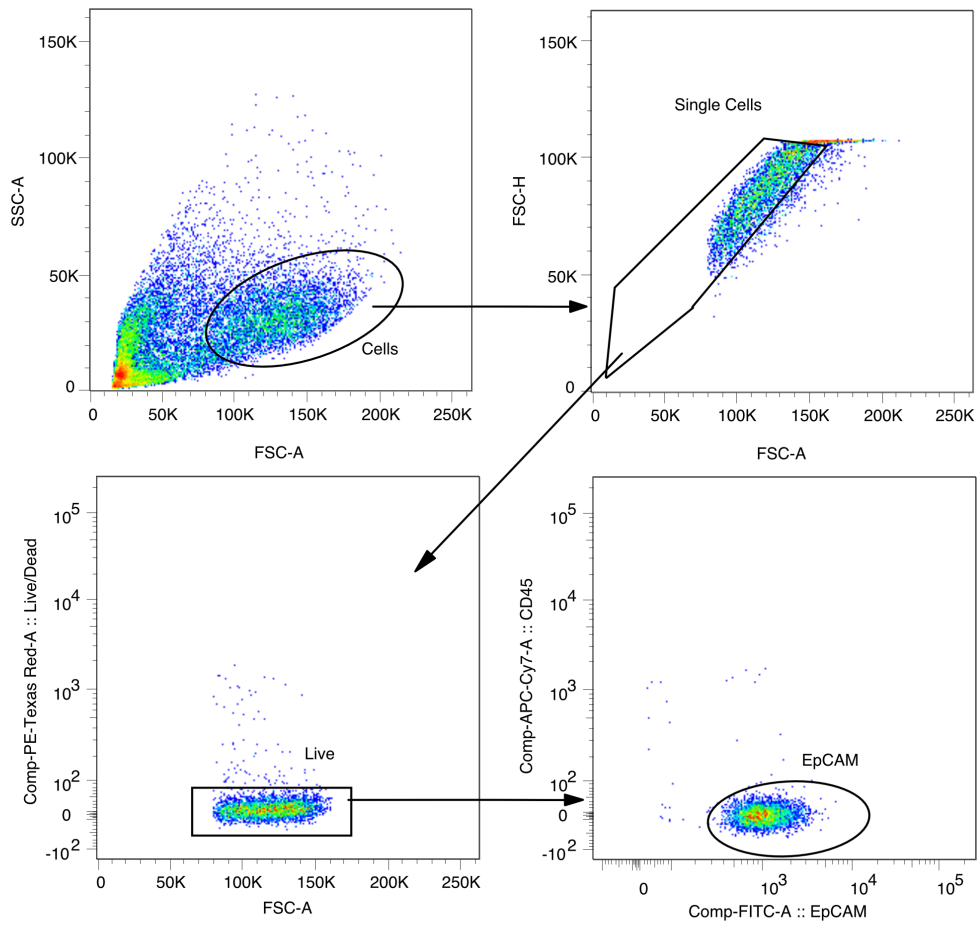 150K
100K
50K
0
SSC-A
Cells
0 50K 100K 150K 200K 250K
FSC-A
150K
100K
50K
0
FSC-H
Single Cells
0 50K 100K 150K 200K 250K
FSC-A
10^5
10^4
10^3
10^2
0
-10^2
Comp-PE-Texas Red-A :: Live/Dead
Live
0 50K 100K 150K 200K 250K
FSC-A
10^5
10^4
10^3
10^2
0
-10^2
Comp-APC-Cy7-A :: CD45
EpCAM
0 10^3 10^4 10^5
Comp-FITC-A :: EpCAM